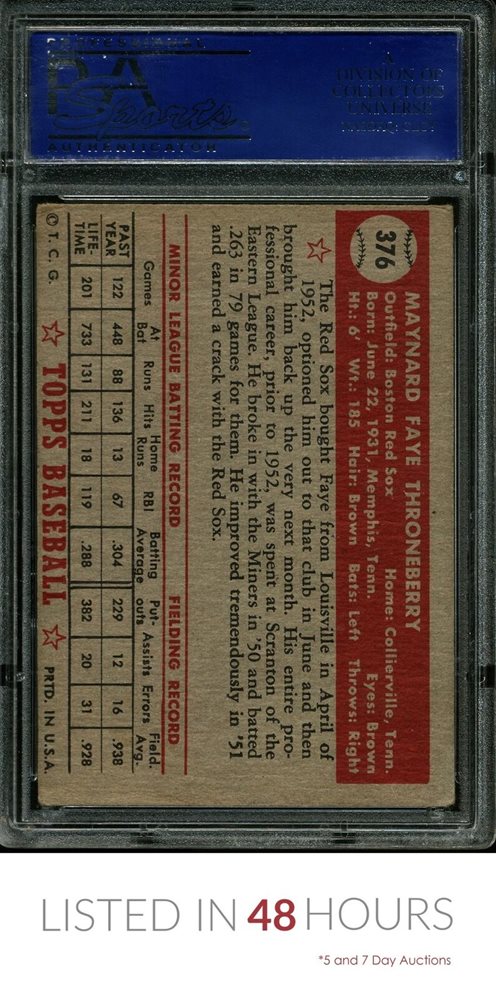 PROFESSIONAL
PSA
Sports
AUTHENTICATOR
A
DIVISION OF
COLLECTORS
UNIVERSE
376
MAYNARD FAYE THRONEBERRY
Outfield: Boston Red Sox Home: Collierville, Tenn.
Born: June 22, 1931, Memphis, Tenn. Eyes: Brown
Ht.: 6' Wt.: 185 Hair: Brown Bats: Left Throws: Right
The Red Sox bought Faye from Louisville in April of
1952, optioned him out to that club in June and then
brought him back up the very next month. His entire pro-
fessional career, prior to 1952, was spent at Scranton of the
Eastern League. He broke in with the Miners in '50 and batted
.263 in 79 games for them. He improved tremendously in '51
and earned a crack with the Red Sox.
MINOR LEAGUE BATTING RECORD FIELDING RECORD
Games At Bat Runs Hits Home Runs RBI Batting Average Put-outs Assists Errors Field. Avg.
PAST YEAR 122 448 88 136 13 67 .304 229 12 16 .938
LIFE-TIME 201 733 131 211 18 119 .288 382 20 31 .928
© T. C. G. TOPPS BASEBALL PRTD. IN U.S.A.
LISTED IN 48 HOURS
*5 and 7 Day Auctions